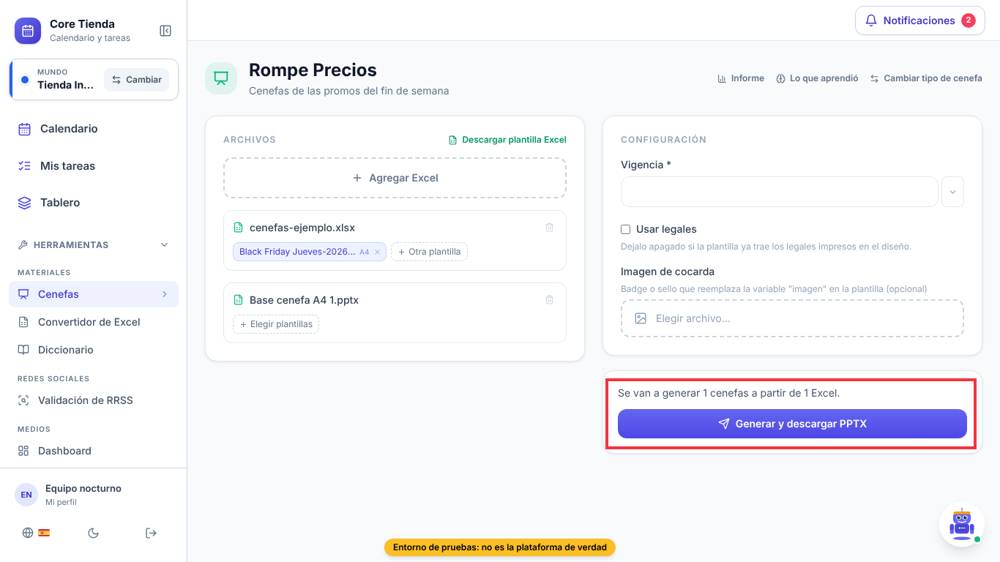 Core Tienda
Calendario y tareas
MUNDO
Tienda In...
Cambiar
Calendario
Mis tareas
Tablero
HERRAMIENTAS
MATERIALES
Cenefas
Convertidor de Excel
Diccionario
REDES SOCIALES
Validación de RRSS
MEDIOS
Dashboard
EN
Equipo nocturno
Mi perfil
Notificaciones 2
Rompe Precios
Cenefas de las promos del fin de semana
Informe
Lo que aprendió
Cambiar tipo de cenefa
ARCHIVOS
Descargar plantilla Excel
+ Agregar Excel
cenefas-ejemplo.xlsx
Black Friday Jueves-2026... A4 ×
+ Otra plantilla
Base cenefa A4 1.pptx
+ Elegir plantillas
CONFIGURACIÓN
Vigencia *
Usar legales
Dejalo apagado si la plantilla ya trae los legales impresos en el diseño.
Imagen de cocarda
Badge o sello que reemplaza la variable "imagen" en la plantilla (opcional)
Elegir archivo...
Se van a generar 1 cenefas a partir de 1 Excel.
Generar y descargar PPTX
Entorno de pruebas: no es la plataforma de verdad